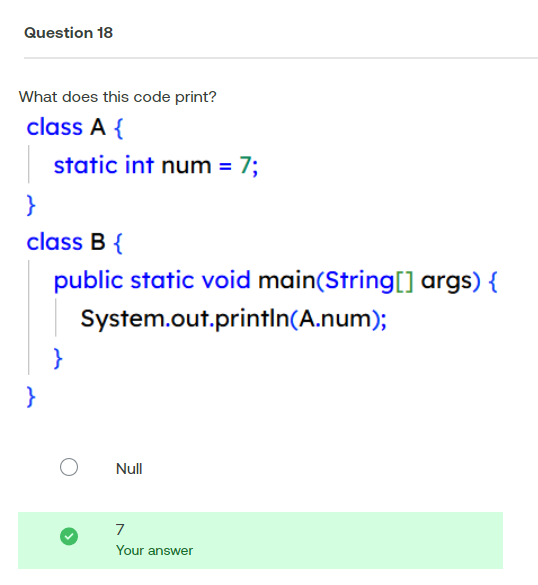 Question 18
What does this code print?
class A {
static int num = 7;
}
class B {
public static void main(String[] args) {
System.out.println(A.num);
}
}
Null
7
Your answer